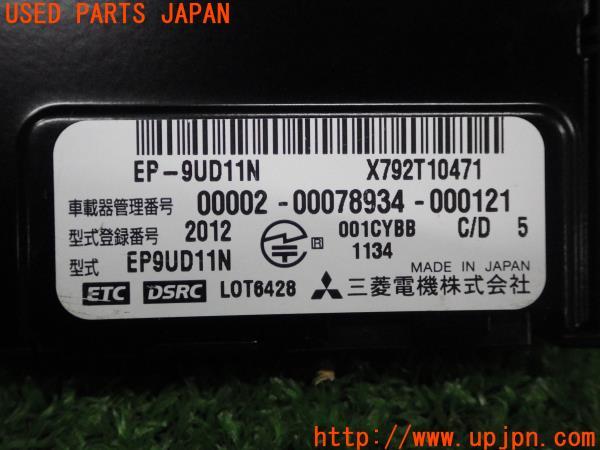 USED PARTS JAPAN
EP-9UD11N X792T10471
車載器管理番号 00002-00078934-000121
型式登録番号 2012 R 001CYBB C/D 5
型式 EP9UD11N 1134
MADE IN JAPAN
ETC DSRC LOT6428 三菱電機株式会社
UPJ http://www.upjpn.com/